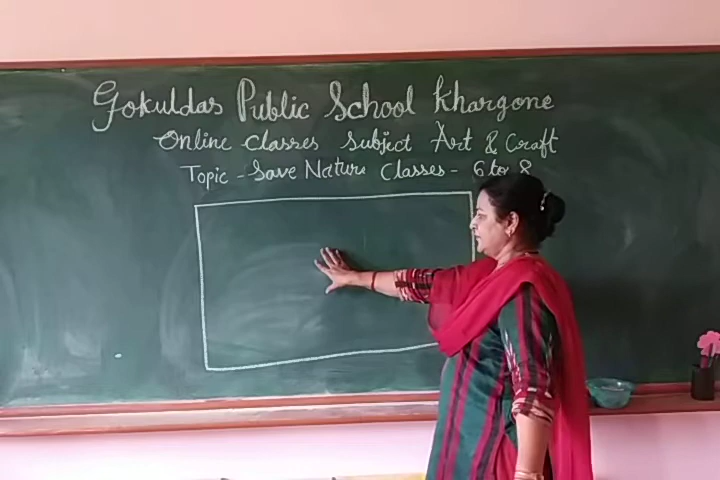 Gokuldas Public School Khargone
Online Classes Subject Art & Craft
Topic - Save Nature Classes - 6 to 8